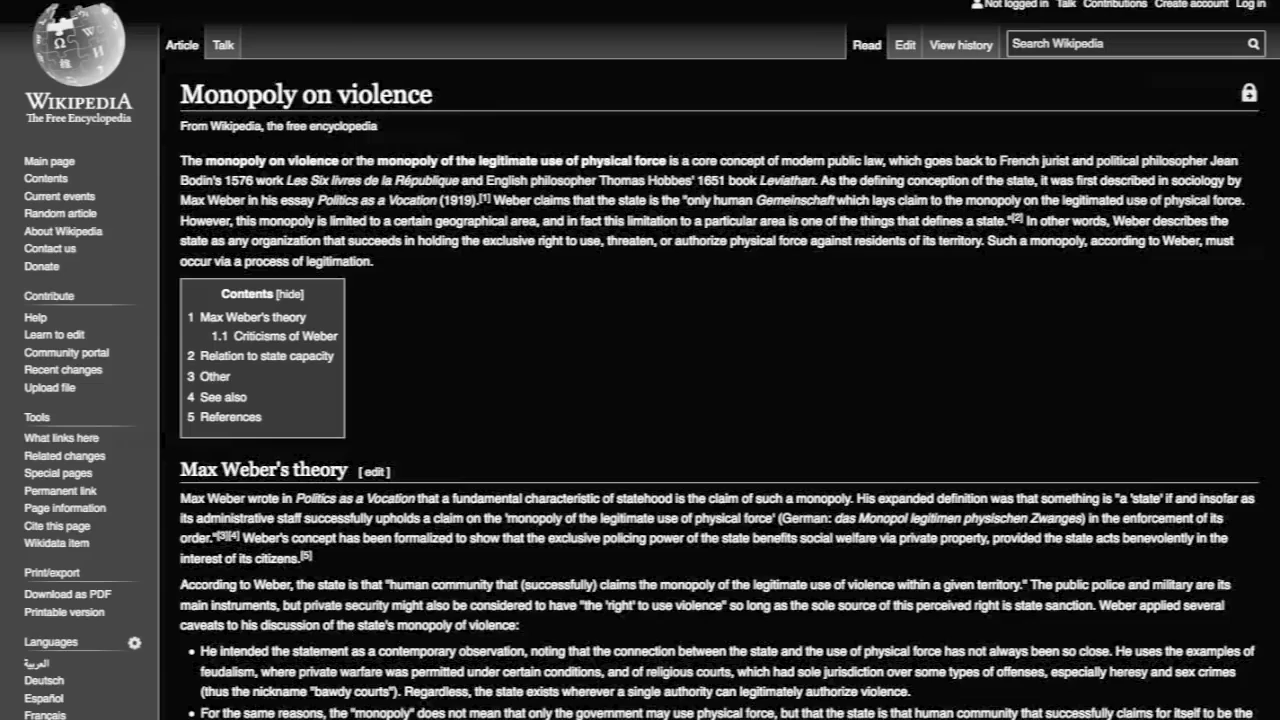 Not logged in Talk Contributions Create account Log in
Article Talk Read Edit View history Search Wikipedia
WIKIPEDIA
The Free Encyclopedia
Main page
Contents
Current events
Random article
About Wikipedia
Contact us
Donate
Contribute
Help
Learn to edit
Community portal
Recent changes
Upload file
Tools
What links here
Related changes
Special pages
Permanent link
Page information
Cite this page
Wikidata item
Print/export
Download as PDF
Printable version
Languages
العربية
Deutsch
Español
Français
Monopoly on violence
From Wikipedia, the free encyclopedia
The monopoly on violence or the monopoly of the legitimate use of physical force is a core concept of modern public law, which goes back to French jurist and political philosopher Jean
Bodin's 1576 work Les Six livres de la République and English philosopher Thomas Hobbes' 1651 book Leviathan. As the defining conception of the state, it was first described in sociology by
Max Weber in his essay Politics as a Vocation (1919).[1] Weber claims that the state is the "only human Gemeinschaft which lays claim to the monopoly on the legitimated use of physical force.
However, this monopoly is limited to a certain geographical area, and in fact this limitation to a particular area is one of the things that defines a state."[2] In other words, Weber describes the
state as any organization that succeeds in holding the exclusive right to use, threaten, or authorize physical force against residents of its territory. Such a monopoly, according to Weber, must
occur via a process of legitimation.
Contents [hide]
1 Max Weber's theory
1.1 Criticisms of Weber
2 Relation to state capacity
3 Other
4 See also
5 References
Max Weber's theory [ edit ]
Max Weber wrote in Politics as a Vocation that a fundamental characteristic of statehood is the claim of such a monopoly. His expanded definition was that something is "a 'state' if and insofar as
its administrative staff successfully upholds a claim on the 'monopoly of the legitimate use of physical force' (German: das Monopol legitimen physischen Zwanges) in the enforcement of its
order."[3][4] Weber's concept has been formalized to show that the exclusive policing power of the state benefits social welfare via private property, provided the state acts benevolently in the
interest of its citizens.[5]
According to Weber, the state is that "human community that (successfully) claims the monopoly of the legitimate use of violence within a given territory." The public police and military are its
main instruments, but private security might also be considered to have "the 'right' to use violence" so long as the sole source of this perceived right is state sanction. Weber applied several
caveats to his discussion of the state's monopoly of violence:
• He intended the statement as a contemporary observation, noting that the connection between the state and the use of physical force has not always been so close. He uses the examples of
feudalism, where private warfare was permitted under certain conditions, and of religious courts, which had sole jurisdiction over some types of offenses, especially heresy and sex crimes
(thus the nickname "bawdy courts"). Regardless, the state exists wherever a single authority can legitimately authorize violence.
• For the same reasons, the "monopoly" does not mean that only the government may use physical force, but that the state is that human community that successfully claims for itself to be the